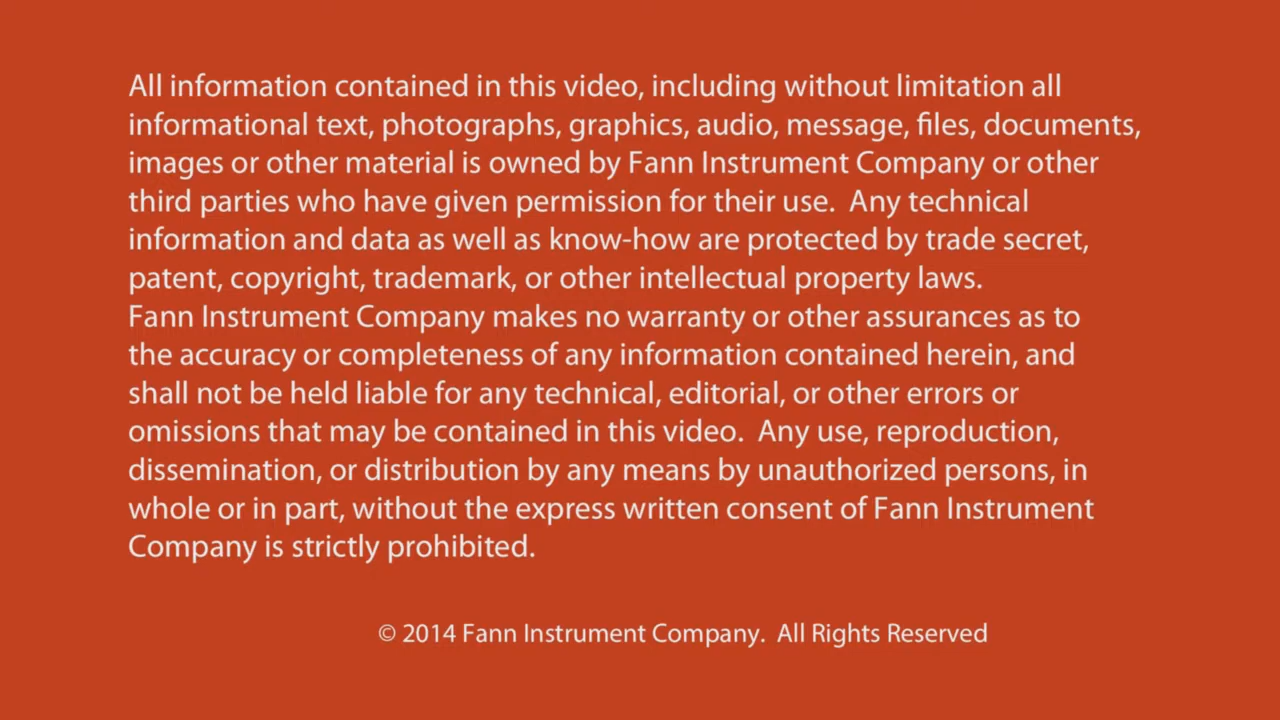 All information contained in this video, including without limitation all
informational text, photographs, graphics, audio, message, files, documents,
images or other material is owned by Fann Instrument Company or other
third parties who have given permission for their use.  Any technical
information and data as well as know-how are protected by trade secret,
patent, copyright, trademark, or other intellectual property laws.
Fann Instrument Company makes no warranty or other assurances as to
the accuracy or completeness of any information contained herein, and
shall not be held liable for any technical, editorial, or other errors or
omissions that may be contained in this video.  Any use, reproduction,
dissemination, or distribution by any means by unauthorized persons, in
whole or in part, without the express written consent of Fann Instrument
Company is strictly prohibited.
© 2014 Fann Instrument Company.  All Rights Reserved